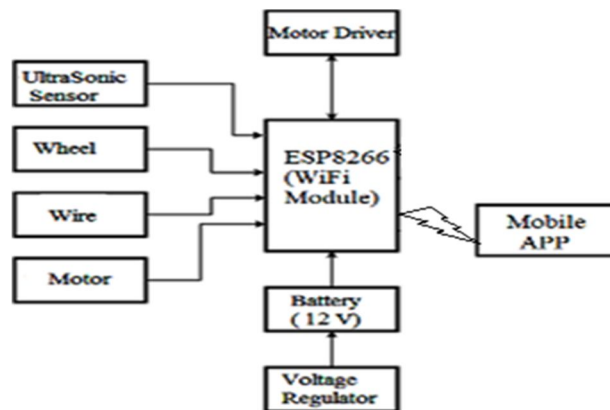 Motor Driver
UltraSonic
Sensor
Wheel
Wire
Motor
ESP8266
(WiFi
Module)
Mobile
APP
Battery
( 12 V)
Voltage
Regulator